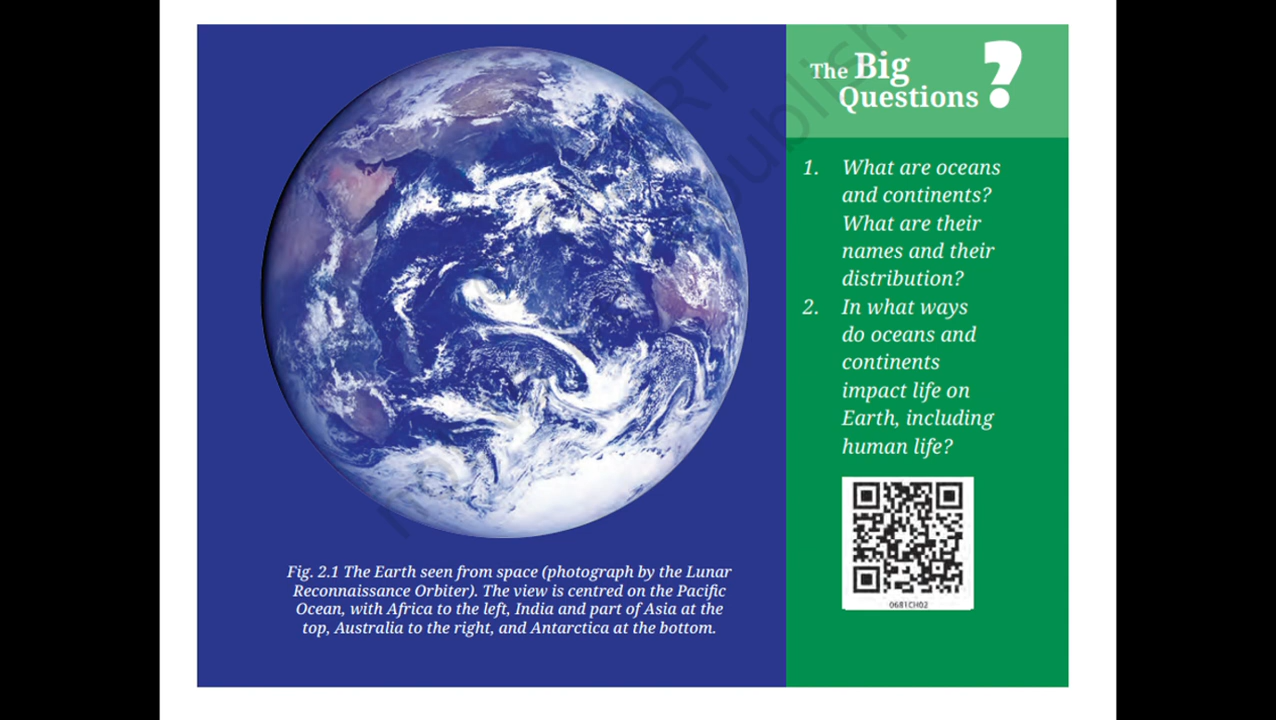 The Big
Questions ?
1. What are oceans
and continents?
What are their
names and their
distribution?
2. In what ways
do oceans and
continents
impact life on
Earth, including
human life?
0681CH02
Fig. 2.1 The Earth seen from space (photograph by the Lunar
Reconnaissance Orbiter). The view is centred on the Pacific
Ocean, with Africa to the left, India and part of Asia at the
top, Australia to the right, and Antarctica at the bottom.